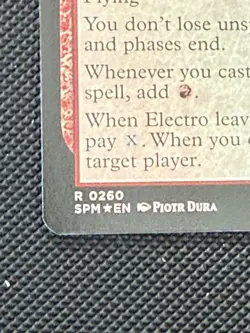 Flying
You don't lose uns
and phases end.
Whenever you cast
spell, add .
When Electro leav
pay X. When you
target player.
R 0260
SPM★EN Piotr Dura